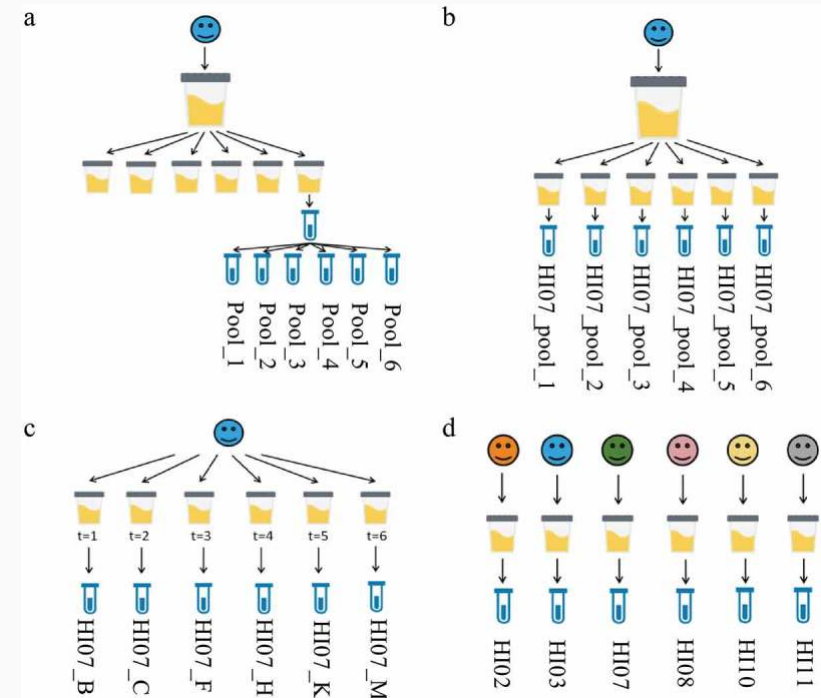 a
Pool_1
Pool_2
Pool_3
Pool_4
Pool_5
Pool_6
b
HI07_pool_1
HI07_pool_2
HI07_pool_3
HI07_pool_4
HI07_pool_5
HI07_pool_6
c
t=1
t=2
t=3
t=4
t=5
t=6
HI07_B
HI07_C
HI07_F
HI07_H
HI07_K
HI07_M
d
HI02
HI03
HI07
HI08
HI10
HI11